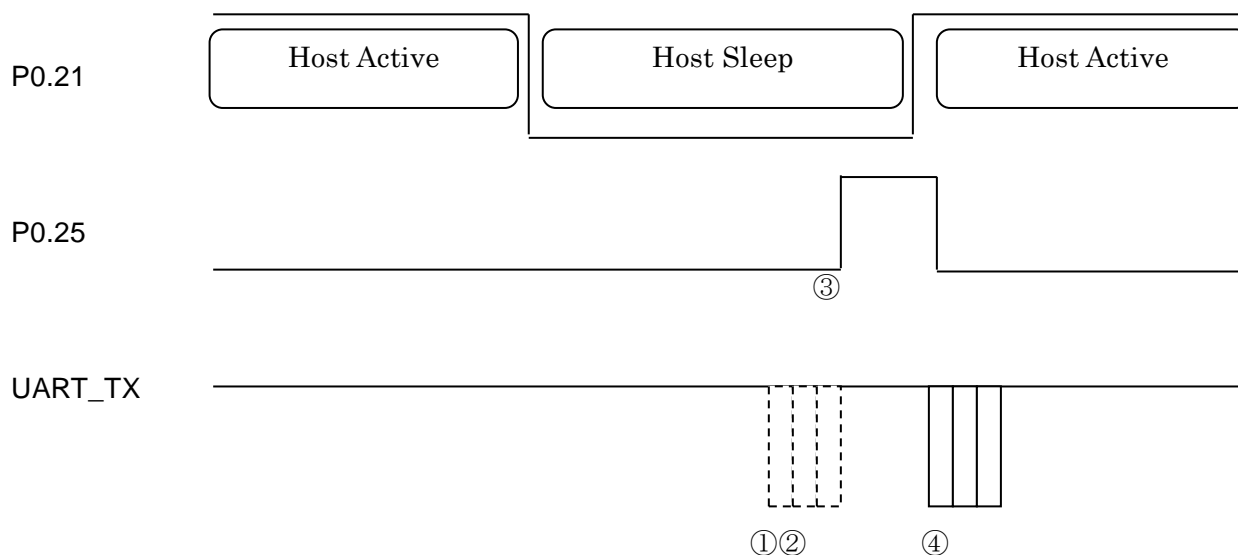 Host Active
Host Sleep
Host Active
P0.21
P0.25
③
UART_TX
①②
④